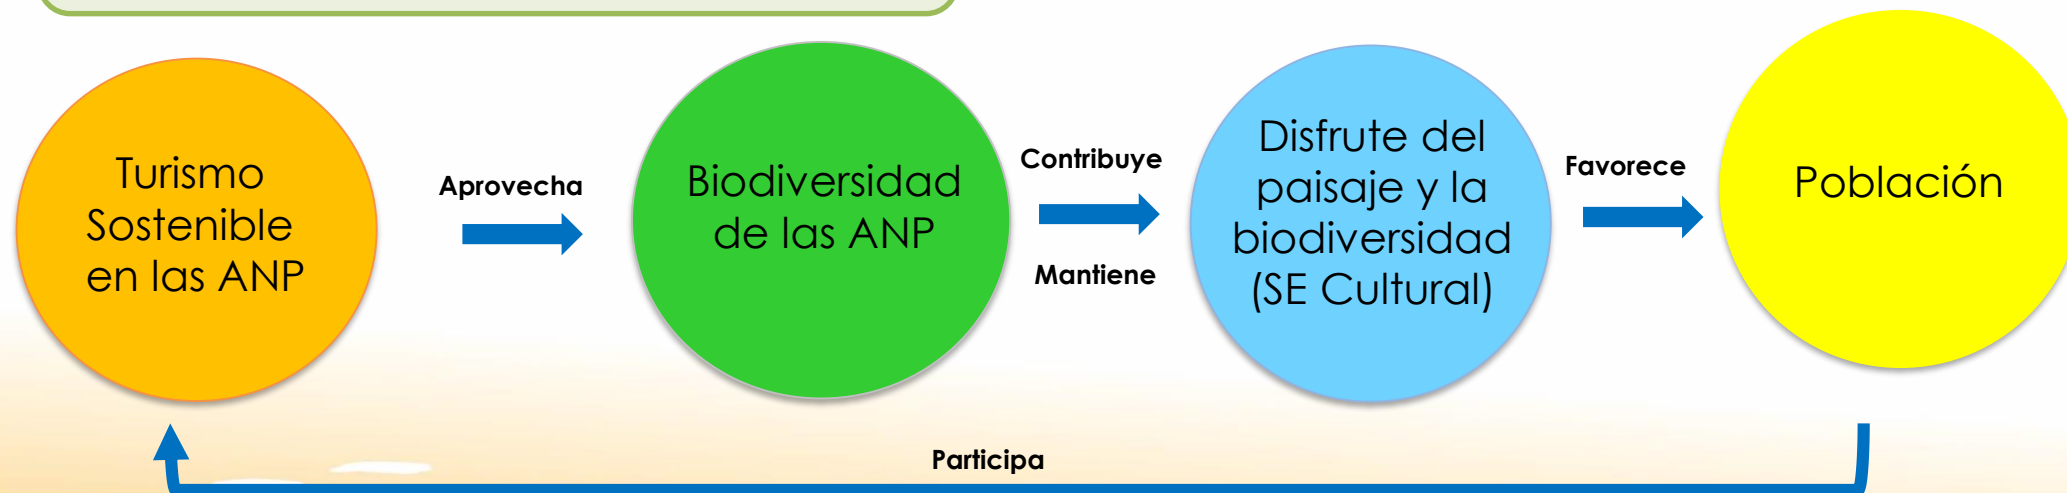 Turismo
Sostenible
en las ANP
Aprovecha
Biodiversidad
de las ANP
Contribuye
Mantiene
Disfrute del
paisaje y la
biodiversidad
(SE Cultural)
Favorece
Población
Participa